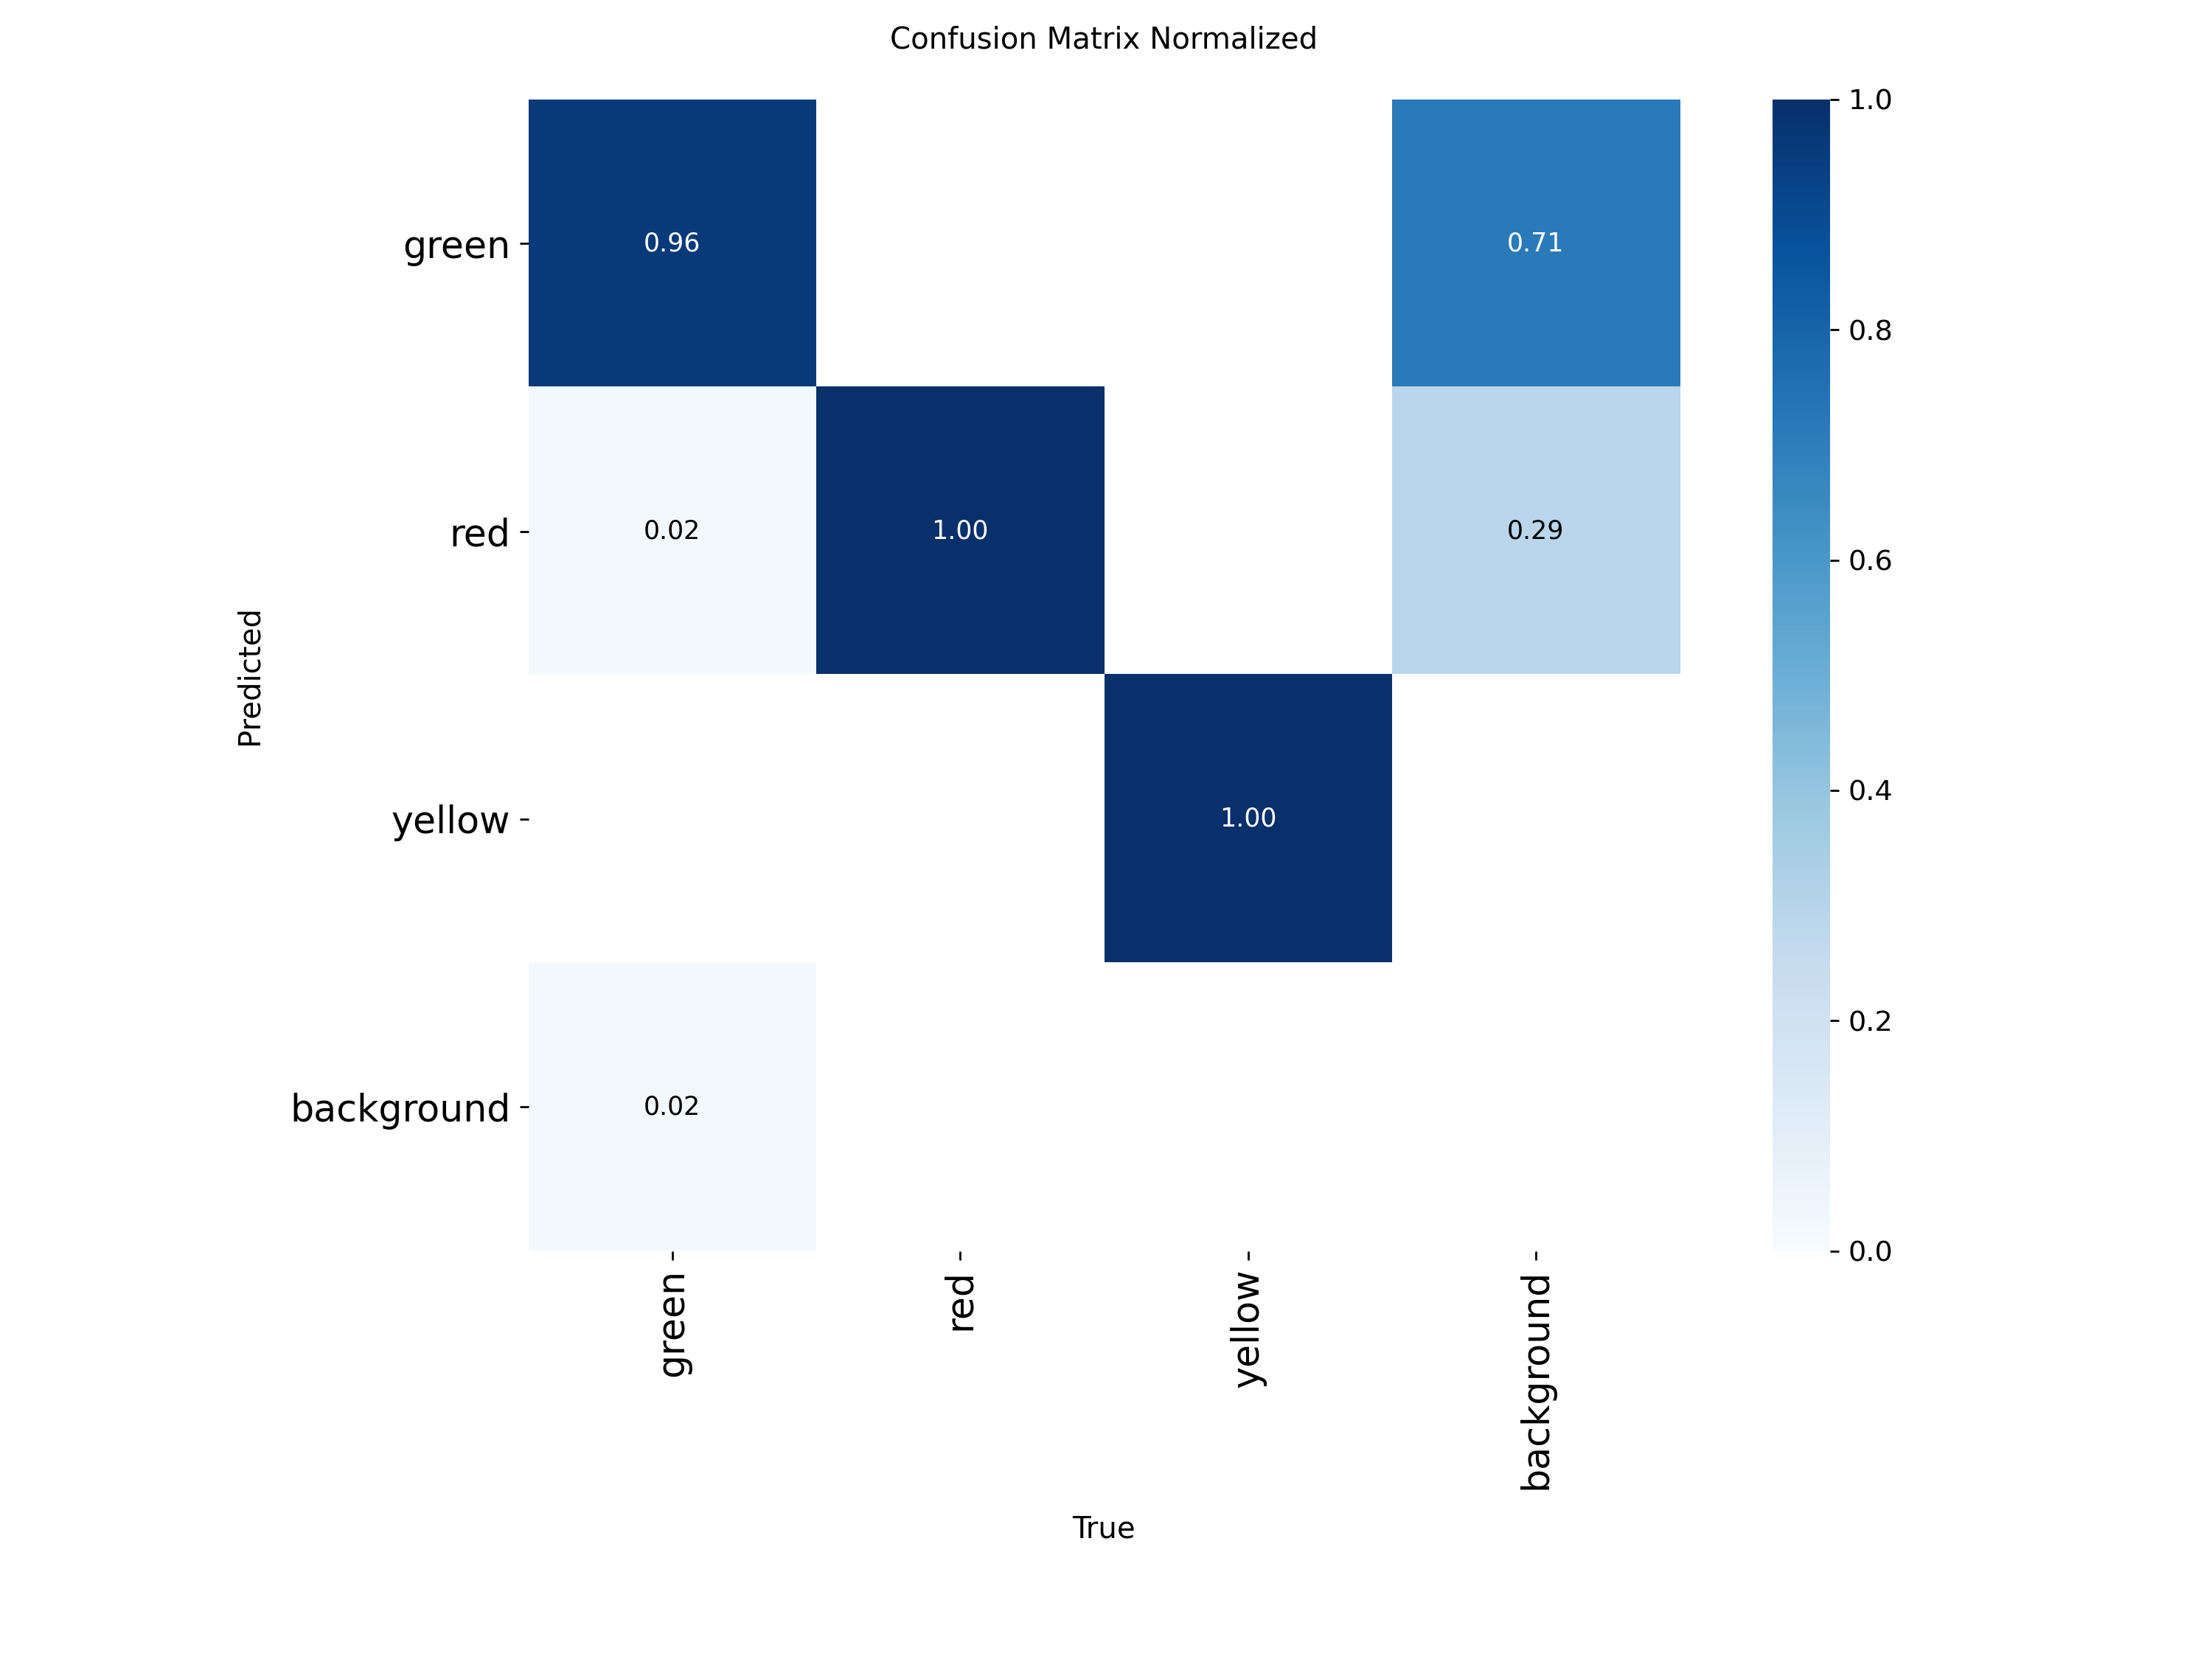 Confusion Matrix Normalized
1.0
green
0.96
0.71
0.8
red
0.02
1.00
0.29
0.6
Predicted
yellow
1.00
0.4
background
0.02
0.2
0.0
green
red
yellow
background
True